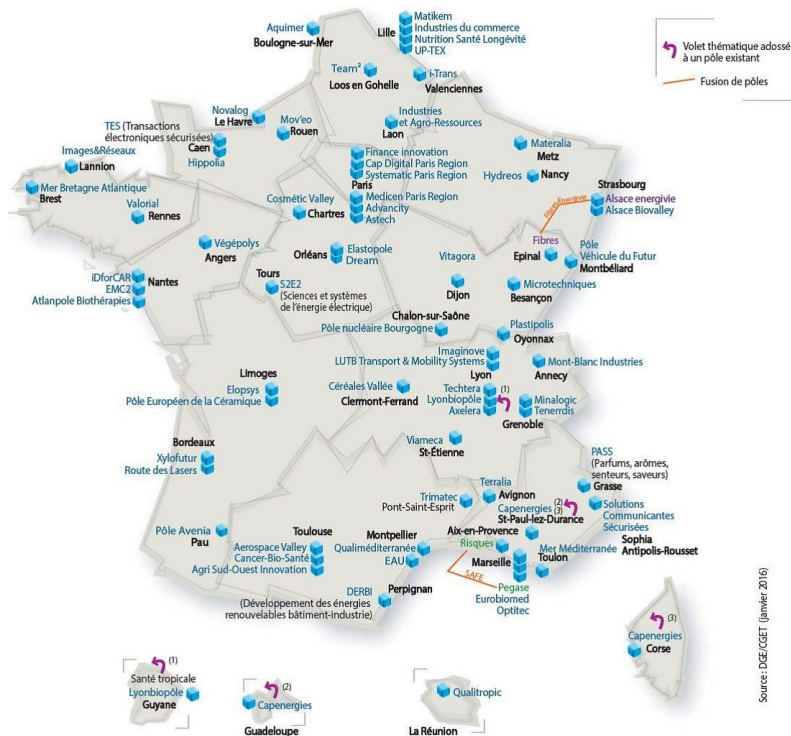 Matikem
Industries du commerce
Nutrition Santé Longévité
UP-TEX
Lille
Aquimer
Boulogne-sur-Mer
Volet thématique adossé
à un pôle existant
Fusion de pôles
Team²
Loos en Gohelle
i-Trans
Valenciennes
Novalog
Le Havre
Mov'eo
Rouen
Industries
et Agro-Ressources
Laon
TES (Transactions
électroniques sécurisées)
Caen
Hippolia
Images&Réseaux
Lannion
Finance innovation
Cap Digital Paris Region
Systematic Paris Region
Paris
Medicen Paris Region
Advancity
Astech
Materalia
Metz
Hydreos
Nancy
Strasbourg
Alsace energivie
Alsace Biovalley
Fibres-Energivie
Fibres
Epinal
Pôle
Véhicule du Futur
Montbéliard
Mer Bretagne Atlantique
Brest
Valorial
Rennes
Cosmétic Valley
Chartres
Végépolys
Angers
Orléans
Elastopole
Dream
Vitagora
Dijon
Microtechniques
Besançon
iDforCAR
EMC2
Atlanpole Biothérapies
Nantes
Tours
S2E2
(Sciences et systèmes
de l'énergie électrique)
Chalon-sur-Saône
Pôle nucléaire Bourgogne
Plastipolis
Oyonnax
Imaginove
LUTB Transport & Mobility Systems
Lyon
Mont-Blanc Industries
Annecy
Limoges
Elopsys
Pôle Européen de la Céramique
Céréales Vallée
Clermont-Ferrand
Techtera
Lyonbiopôle
Axelera
(1)
Minalogic
Tenerrdis
Grenoble
Viameca
St-Étienne
Bordeaux
Xylofutur
Route des Lasers
PASS
(Parfums, arômes,
senteurs, saveurs)
Grasse
Trimatec
Pont-Saint-Esprit
Terralia
Avignon
Capenergies
(2)
(3)
St-Paul-lez-Durance
Solutions
Communicantes
Sécurisées
Sophia
Antipolis-Rousset
Pôle Avenia
Pau
Toulouse
Aerospace Valley
Cancer-Bio-Santé
Agri Sud-Ouest Innovation
Montpellier
Qualiméditerranée
EAU
Aix-en-Provence
Risques
Marseille
SAFE
Pegase
Eurobiomed
Optitec
Mer Méditerranée
Toulon
DERBI
(Développement des énergies
renouvelables bâtiment-industrie)
Perpignan
(3)
Capenergies
Corse
(1)
Santé tropicale
Lyonbiopôle
Guyane
(2)
Capenergies
Guadeloupe
Qualitropic
La Réunion
Source : DGE/CGET (janvier 2016)